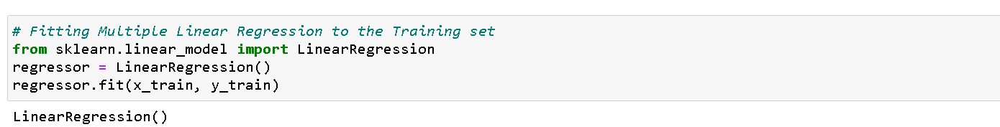 # Fitting Multiple Linear Regression to the Training set
from sklearn.linear_model import LinearRegression
regressor = LinearRegression()
regressor.fit(x_train, y_train)
LinearRegression()